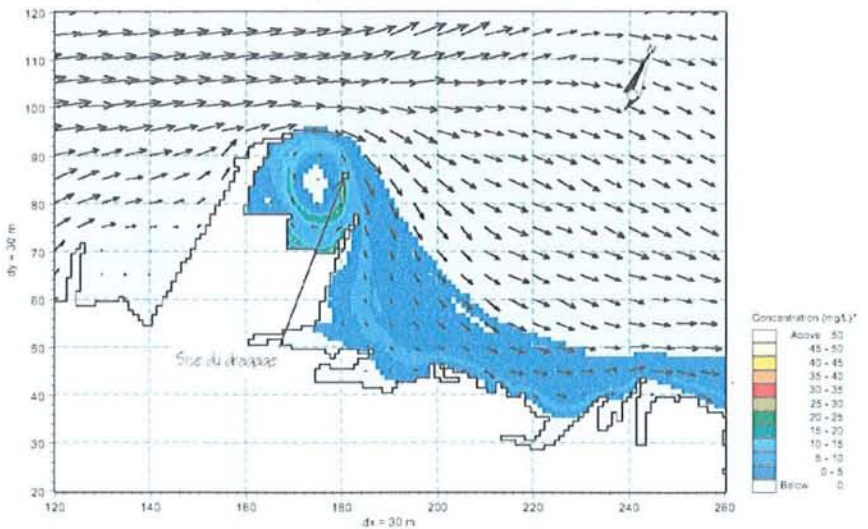 120
110
100
90
80
70
60
50
40
30
20
dy = 30 m
120 140 160 180 200 220 240 260
dx = 30 m
Site du dragage
Concentration (mg/L)*
Above 50
45 - 50
40 - 45
35 - 40
30 - 35
25 - 30
20 - 25
15 - 20
10 - 15
5 - 10
0 - 5
Below 0